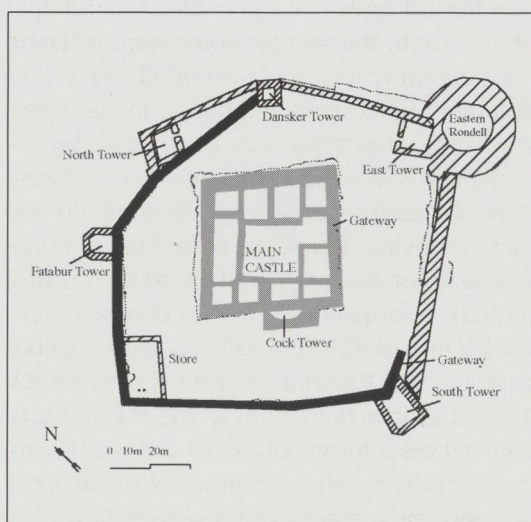 Dansker Tower
Eastern
Rondell
North Tower
East Tower
Gateway
MAIN
CASTLE
Fatabur Tower
Cock Tower
Store
Gateway
South Tower
N
0 10m 20m